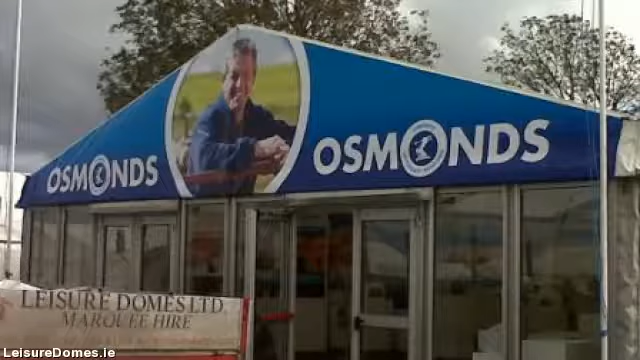 OSMONDS OSMONDS
LEISURE DOMES LTD.
MARQUEE HIRE
LeisureDomes.ie